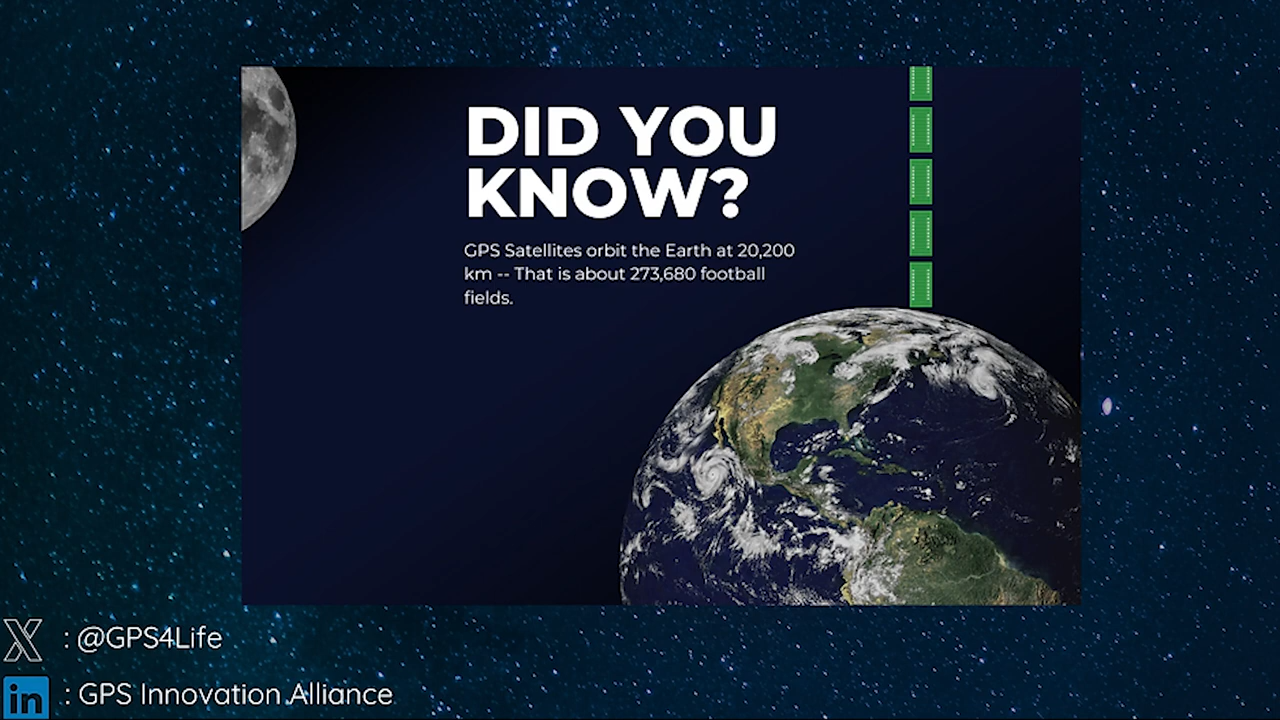 DID YOU
KNOW?
GPS Satellites orbit the Earth at 20,200
km -- That is about 273,680 football
fields.
X : @GPS4Life
in : GPS Innovation Alliance